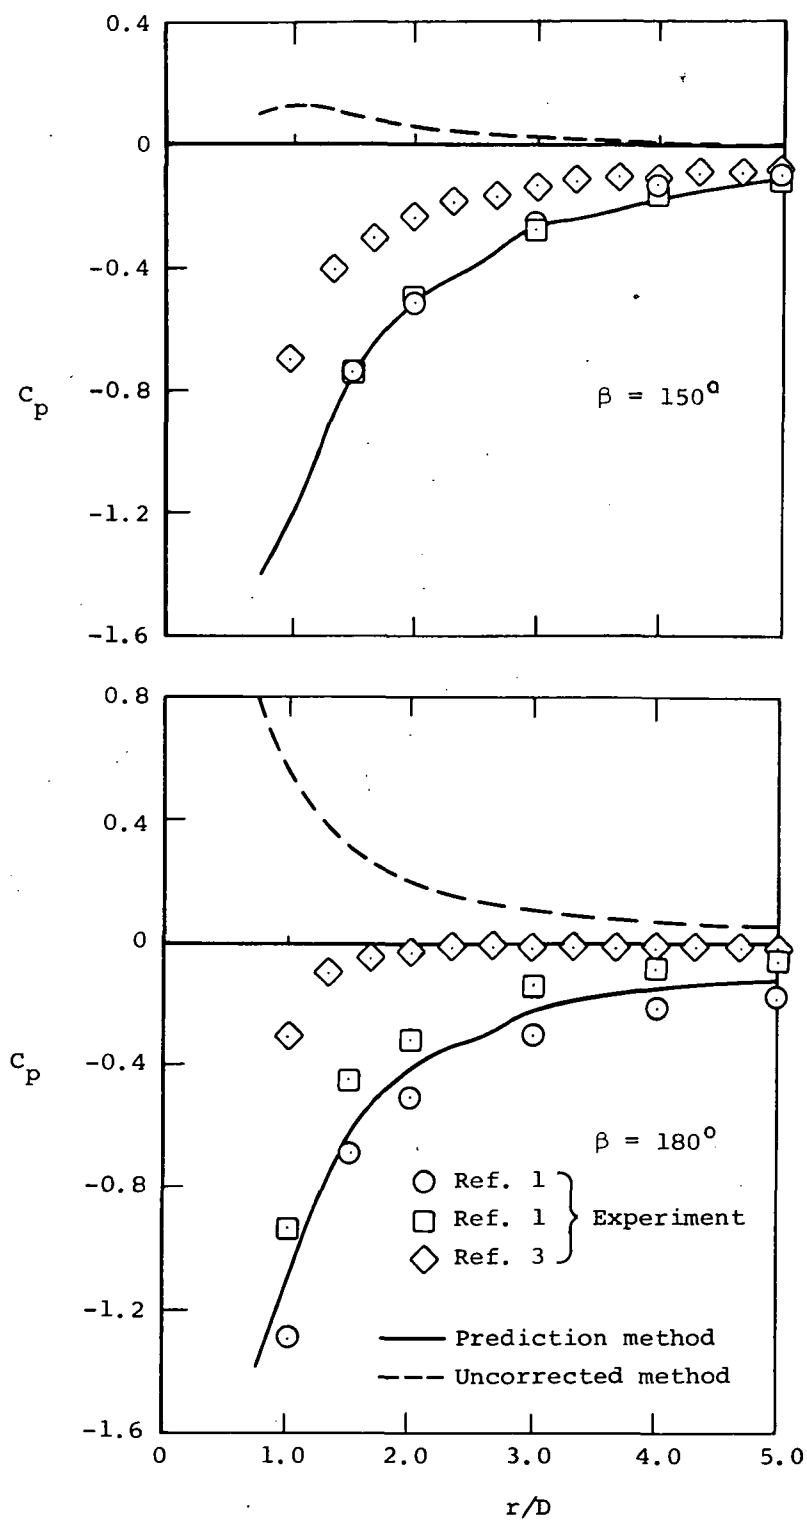 0.4
0
-0.4
-0.8
-1.2
-1.6
Cp
β = 150°
0.8
0.4
0
-0.4
-0.8
-1.2
-1.6
Cp
β = 180°
Ref. 1
Ref. 1
Ref. 3
Experiment
Prediction method
Uncorrected method
0 1.0 2.0 3.0 4.0 5.0
r/D